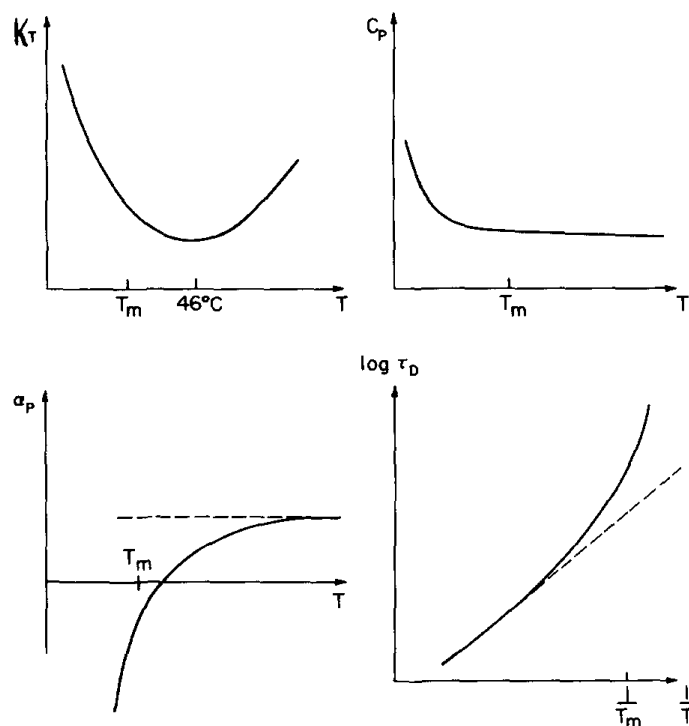 K_T
C_P
T_m
46°C
T
T_m
T
α_P
T_m
T
log τ_D
1/T_m
1/T